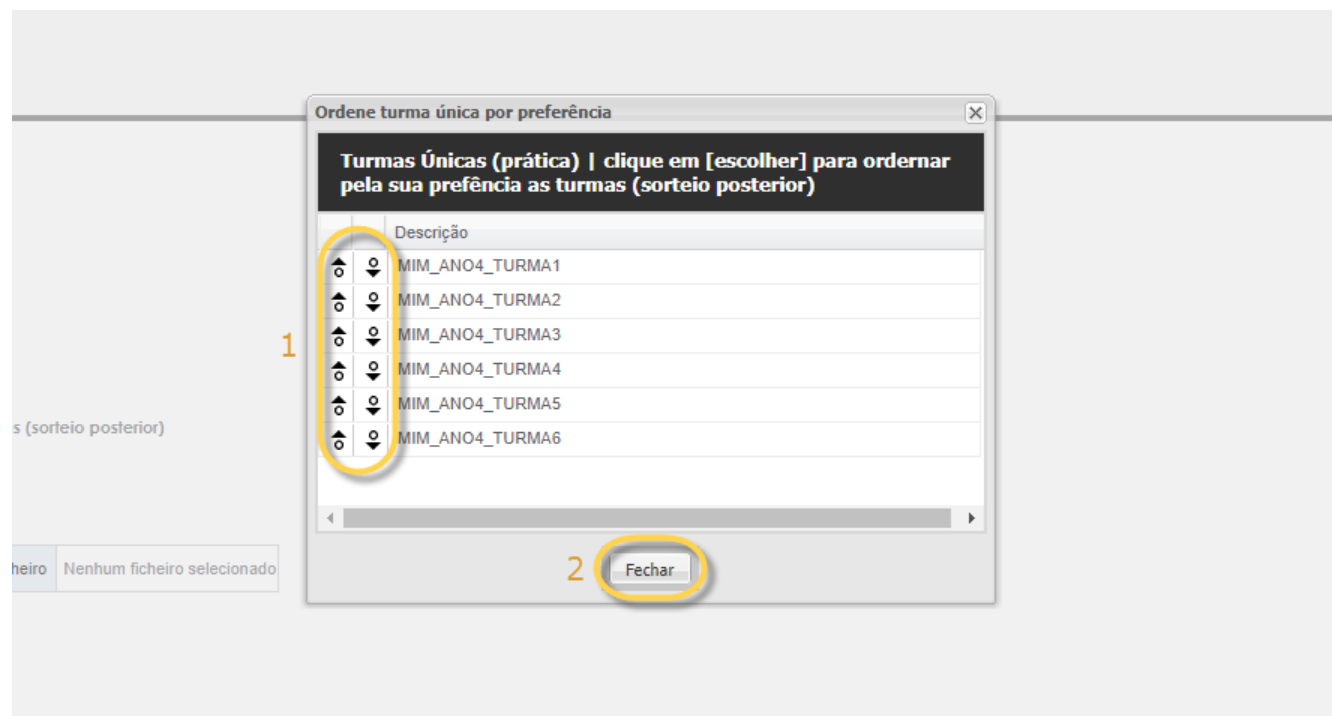 Ordene turma única por preferência
Turmas Únicas (prática) | clique em [escolher] para ordernar
pela sua prefência as turmas (sorteio posterior)
Descrição
MIM_ANO4_TURMA1
MIM_ANO4_TURMA2
MIM_ANO4_TURMA3
1
MIM_ANO4_TURMA4
MIM_ANO4_TURMA5
s (sorteio posterior)
MIM_ANO4_TURMA6
heiro Nenhum ficheiro selecionado
2 Fechar